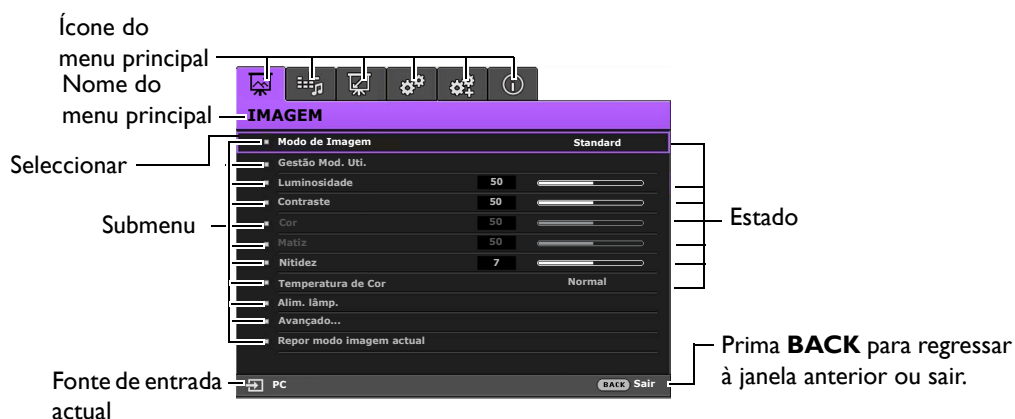 Ícone do
menu principal
Nome do
menu principal
IMAGEM
Modo de Imagem Standard
Seleccionar
Gestão Mod. Uti.
Luminosidade 50
Contraste 50
Submenu
Cor 50
Estado
Matiz 50
Nitidez 7
Temperatura de Cor Normal
Alim. lâmp.
Avançado...
Repor modo imagem actual
Fonte de entrada
actual
PC
BACK Sair
Prima BACK para regressar
à janela anterior ou sair.